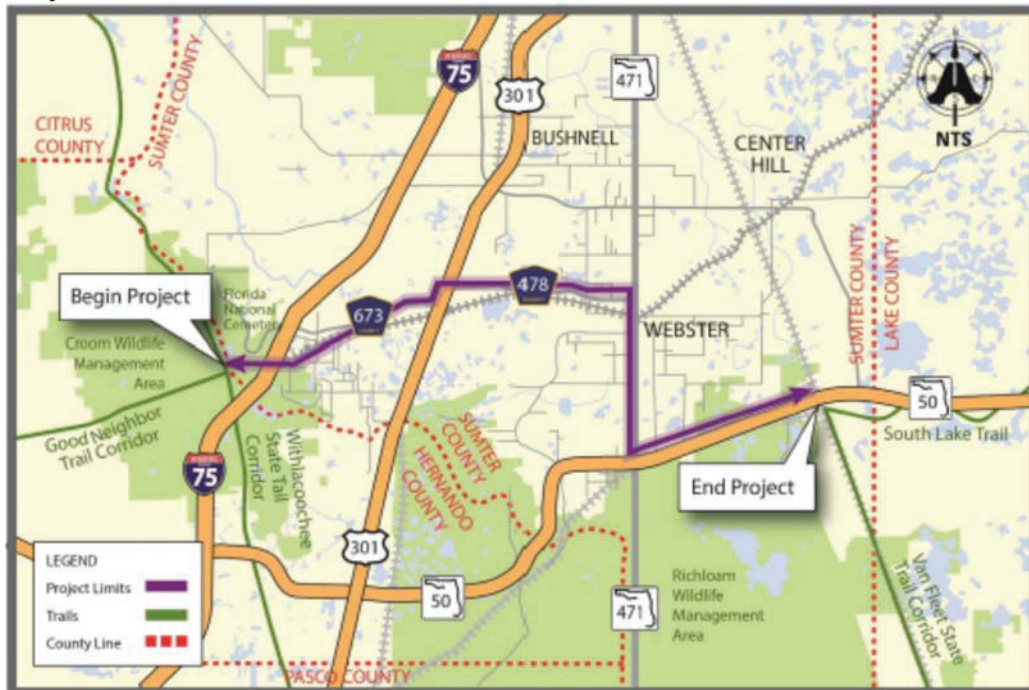 75
301
471
CITRUS
COUNTY
SUMTER COUNTY
BUSHNELL
CENTER
HILL
NTS
Begin Project
Florida
National
Cemetery
673
478
WEBSTER
SUMTER COUNTY
LAKE COUNTY
Croom Wildlife
Management
Area
Good Neighbor
Trail Corridor
Withlacoochee
State Tail
Corridor
SUMTER
COUNTY
HERNANDO
COUNTY
50
South Lake Trail
End Project
75
301
50
471
Richloam
Wildlife
Management
Area
Van Fleet State
Trail Corridor
LEGEND
Project Limits
Trails
County Line
PASCO COUNTY